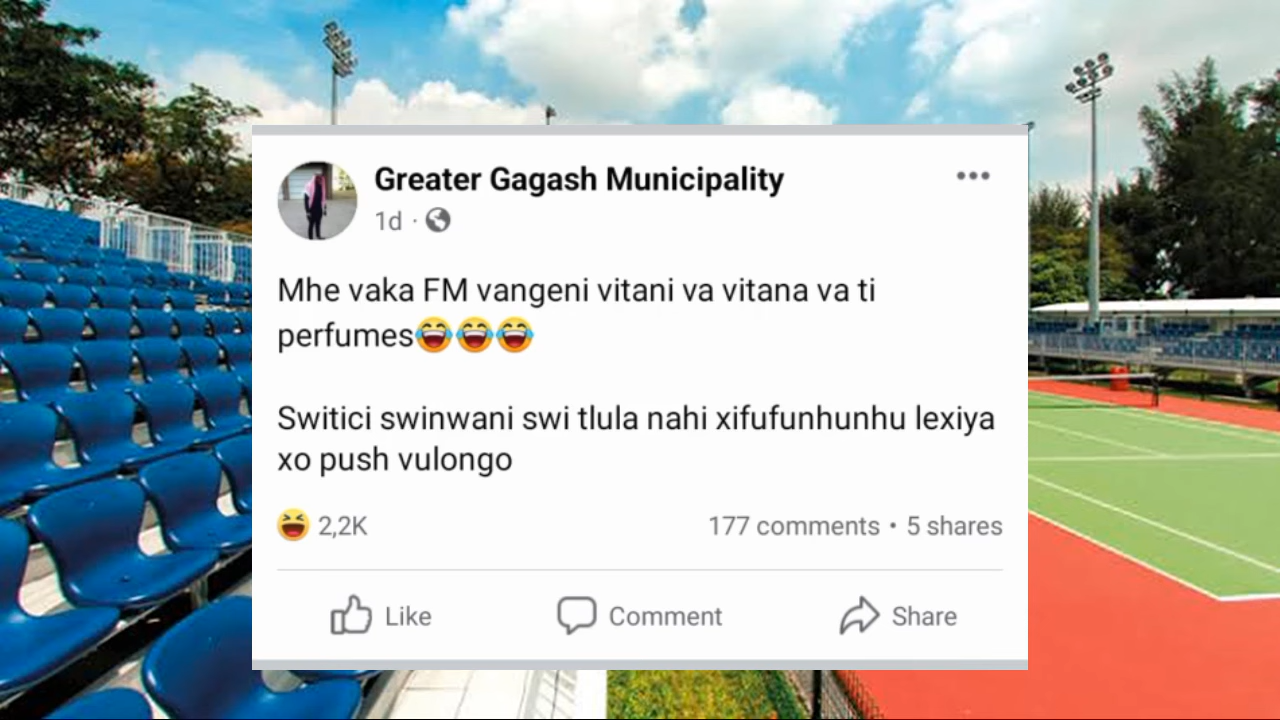 Greater Gagash Municipality
1d ·
Mhe vaka FM vangeni vitani va vitana va ti
perfumes😂😂😂
Switici swinwani swi tlula nahi xifufunhunhu lexiya
xo push vulongo
2,2K
177 comments • 5 shares
Like
Comment
Share